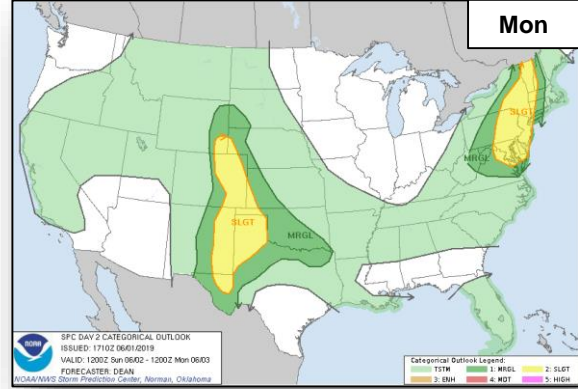 Mon
SLGT
MRGL
SLGT
MRGL
NOAA
SPC DAY 2 CATEGORICAL OUTLOOK
ISSUED: 1710Z 06/01/2019
VALID: 1200Z Sun 06/02 - 1200Z Mon 06/03
FORECASTER: DEAN
NOAA/NWS Storm Prediction Center, Norman, Oklahoma
Categorical Outlook Legend:
TSTM 1: MRGL 2: SLGT
3: ENH 4: MDT 5: HIGH